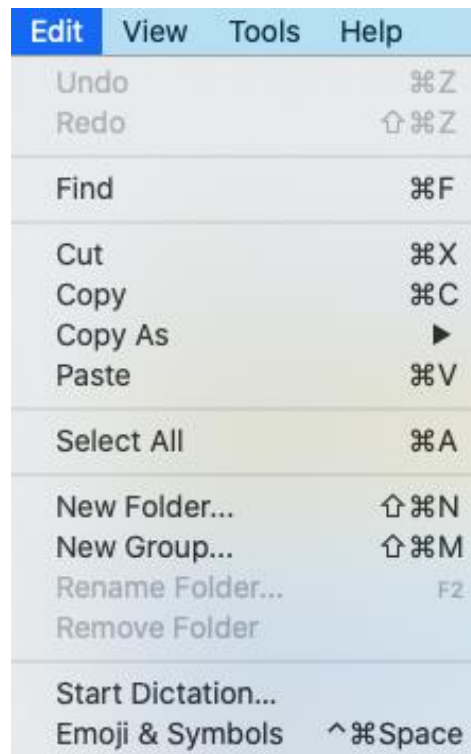 Edit View Tools Help
Undo ⌘Z
Redo ⇧⌘Z
Find ⌘F
Cut ⌘X
Copy ⌘C
Copy As ▶
Paste ⌘V
Select All ⌘A
New Folder... ⇧⌘N
New Group... ⇧⌘M
Rename Folder... F2
Remove Folder
Start Dictation...
Emoji & Symbols ^⌘Space